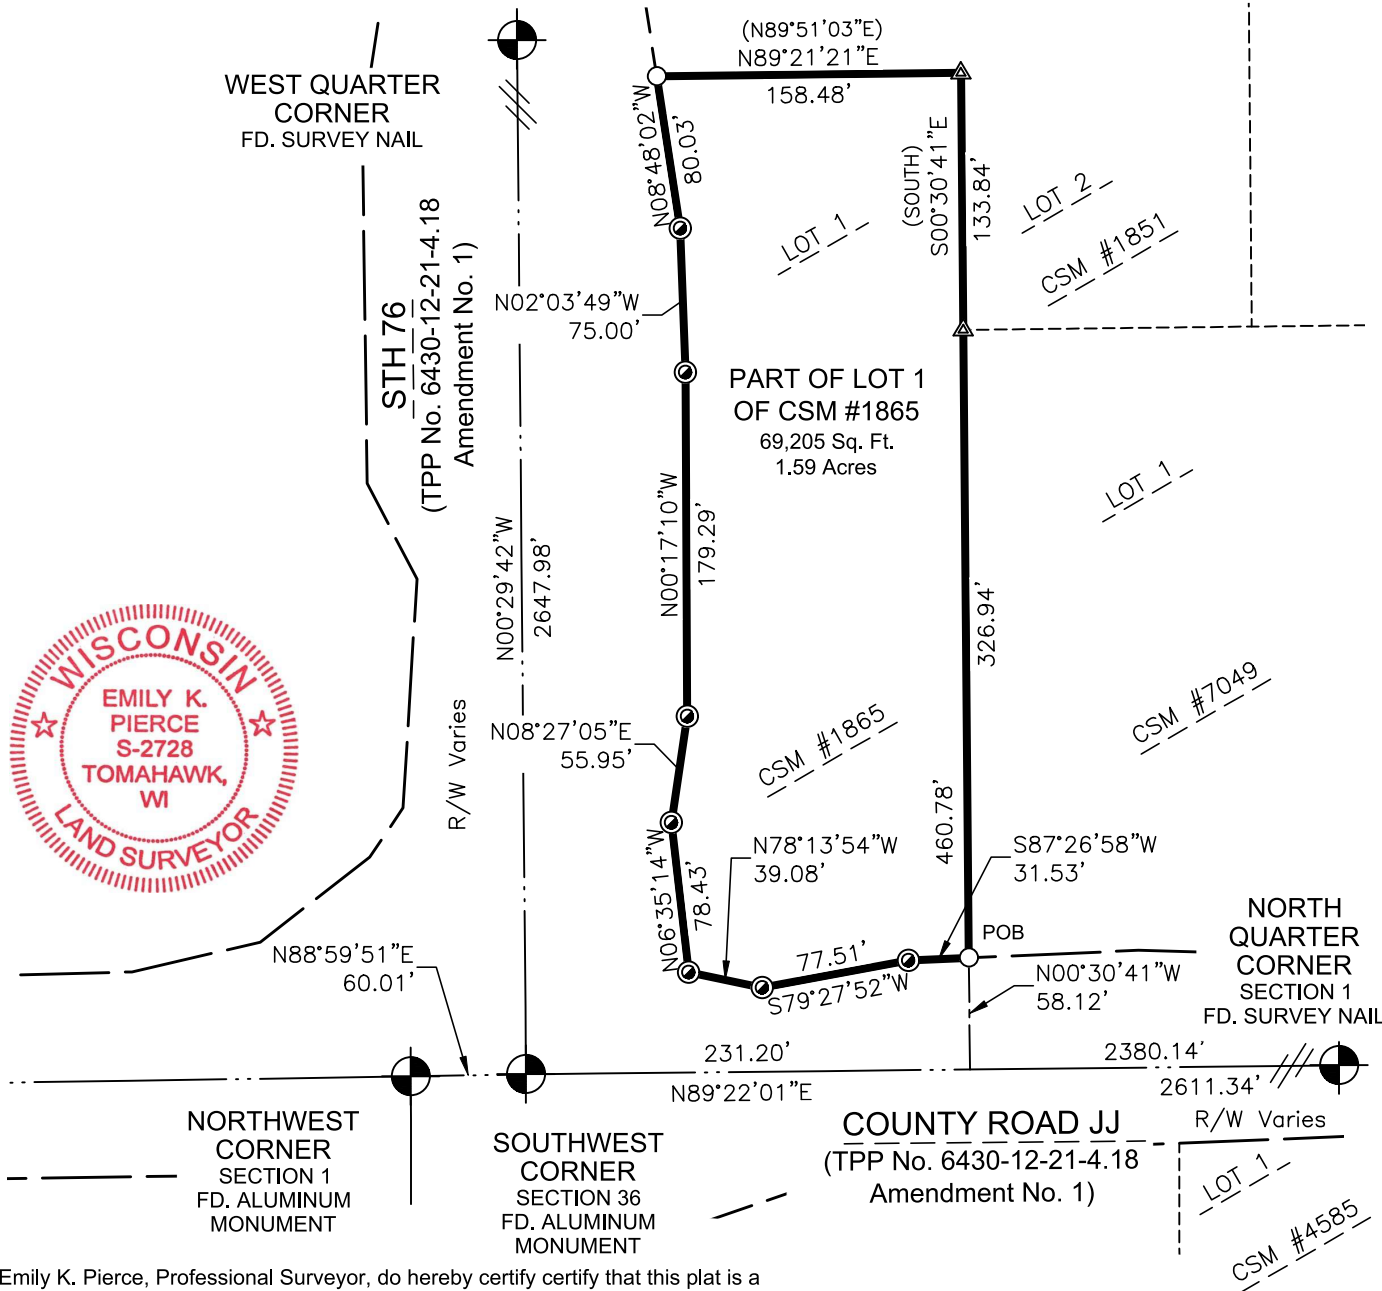 (N89°51'03"E)
N89°21'21"E
158.48'
WEST QUARTER
CORNER
FD. SURVEY NAIL
N08°48'02"W
80.03'
(SOUTH)
S00°30'41"E
133.84'
LOT 1
LOT 2
CSM #1851
STH 76
(TPP No. 6430-12-21-4.18
Amendment No. 1)
N02°03'49"W
75.00'
PART OF LOT 1
OF CSM #1865
69,205 Sq. Ft.
1.59 Acres
LOT 1
N00°29'42"W
2647.98'
N00°17'10"W
179.29'
326.94'
WISCONSIN
EMILY K.
PIERCE
S-2728
TOMAHAWK,
WI
LAND SURVEYOR
R/W Varies
N08°27'05"E
55.95'
CSM #1865
CSM #7049
N06°35'14"W
78.43'
N78°13'54"W
39.08'
460.78'
S87°26'58"W
31.53'
POB
NORTH
QUARTER
CORNER
SECTION 1
FD. SURVEY NAIL
N88°59'51"E
60.01'
77.51'
S79°27'52"W
N00°30'41"W
58.12'
231.20'
N89°22'01"E
2380.14'
2611.34'
NORTHWEST
CORNER
SECTION 1
FD. ALUMINUM
MONUMENT
SOUTHWEST
CORNER
SECTION 36
FD. ALUMINUM
MONUMENT
COUNTY ROAD JJ
(TPP No. 6430-12-21-4.18
Amendment No. 1)
R/W Varies
LOT 1
CSM #4585
Emily K. Pierce, Professional Surveyor, do hereby certify certify that this plat is a